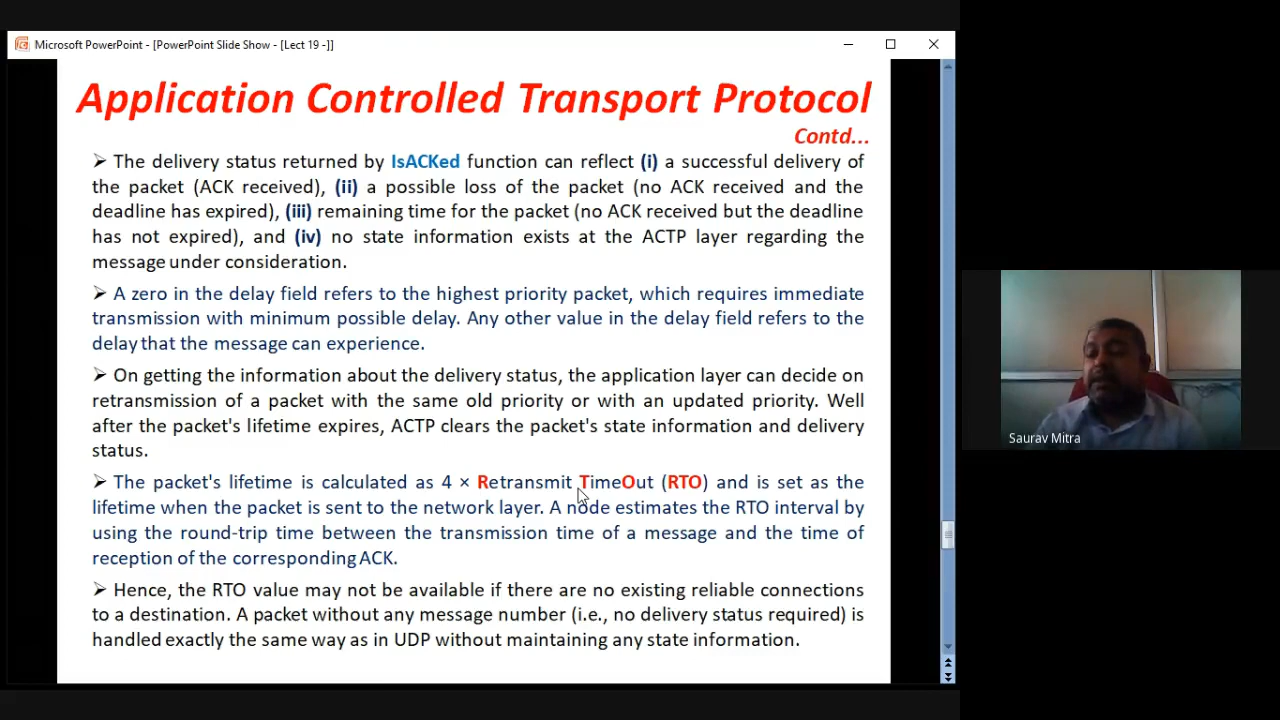 Microsoft PowerPoint - [PowerPoint Slide Show - [Lect 19 -]]
Application Controlled Transport Protocol
Contd...
➢ The delivery status returned by IsACKed function can reflect (i) a successful delivery of
the packet (ACK received), (ii) a possible loss of the packet (no ACK received and the
deadline has expired), (iii) remaining time for the packet (no ACK received but the deadline
has not expired), and (iv) no state information exists at the ACTP layer regarding the
message under consideration.
➢ A zero in the delay field refers to the highest priority packet, which requires immediate
transmission with minimum possible delay. Any other value in the delay field refers to the
delay that the message can experience.
➢ On getting the information about the delivery status, the application layer can decide on
retransmission of a packet with the same old priority or with an updated priority. Well
after the packet's lifetime expires, ACTP clears the packet's state information and delivery
status.
➢ The packet's lifetime is calculated as 4 × Retransmit TimeOut (RTO) and is set as the
lifetime when the packet is sent to the network layer. A node estimates the RTO interval by
using the round-trip time between the transmission time of a message and the time of
reception of the corresponding ACK.
➢ Hence, the RTO value may not be available if there are no existing reliable connections
to a destination. A packet without any message number (i.e., no delivery status required) is
handled exactly the same way as in UDP without maintaining any state information.
Saurav Mitra